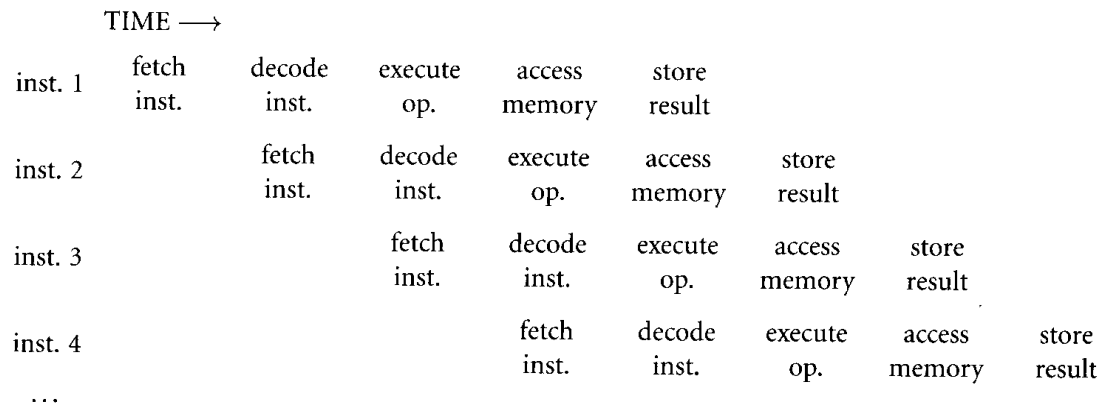 TIME ⟶
fetch decode execute access store
inst. 1
inst. inst. op. memory result
fetch decode execute access store
inst. 2
inst. inst. op. memory result
fetch decode execute access store
inst. 3
inst. inst. op. memory result
fetch decode execute access store
inst. 4
inst. inst. op. memory result
...